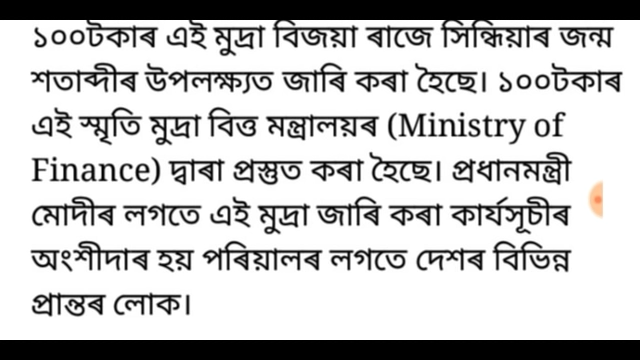 ১০০টকাৰ এই মুদ্ৰা বিজয়া ৰাজে সিন্ধিয়াৰ জন্ম
শতাব্দীৰ উপলক্ষ্যত জাৰি কৰা হৈছে। ১০০টকাৰ
এই স্মৃতি মুদ্ৰা বিত্ত মন্ত্ৰালয়ৰ (Ministry of
Finance) দ্বাৰা প্ৰস্তুত কৰা হৈছে। প্ৰধানমন্ত্ৰী
মোদীৰ লগতে এই মুদ্ৰা জাৰি কৰা কাৰ্যসূচীৰ
অংশীদাৰ হয় পৰিয়ালৰ লগতে দেশৰ বিভিন্ন
প্ৰান্তৰ লোক।